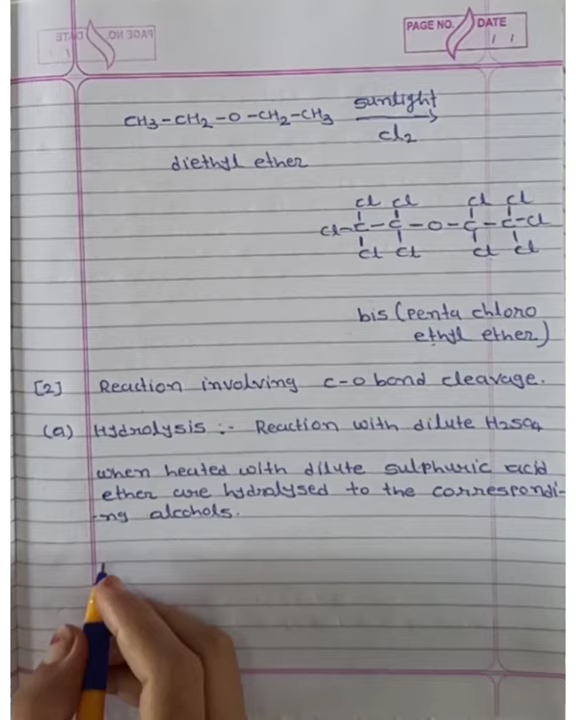 PAGE NO. DATE
/ /
CH3-CH2-O-CH2-CH3 sunlight
Cl2
diethyl ether
Cl Cl Cl Cl
Cl-C-C-O-C-C-Cl
Cl Cl Cl Cl
bis (penta chloro
ethyl ether)
[2] Reaction involving C-O bond cleavage.
(a) Hydrolysis :- Reaction with dilute H2SO4
when heated with dilute sulphuric acid
ether are hydrolysed to the correspondi-
-ng alcohols.